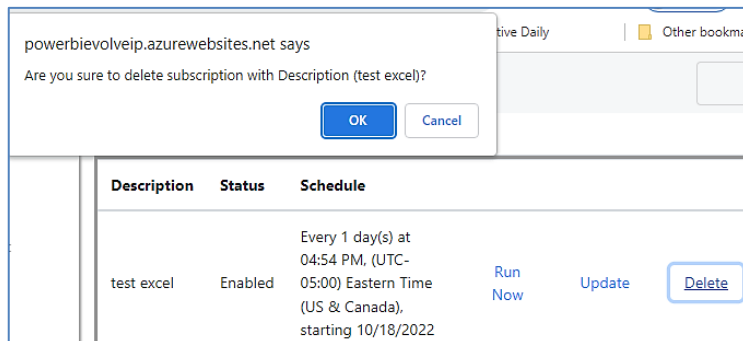 powerbievolveip.azurewebsites.net says
Are you sure to delete subscription with Description (test excel)?
OK
Cancel
tive Daily
Other bookma
Description Status Schedule
Every 1 day(s) at
04:54 PM, (UTC-
05:00) Eastern Time
(US & Canada),
starting 10/18/2022
test excel
Enabled
Run
Now
Update
Delete